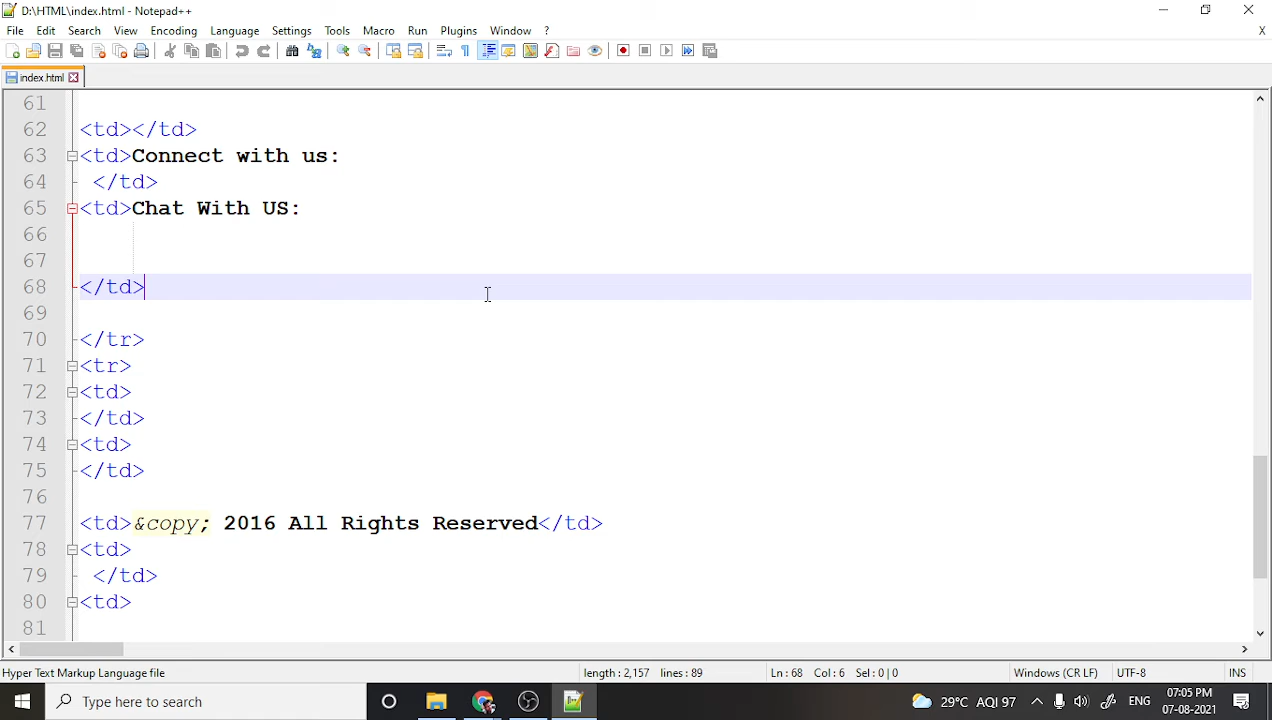 D:\HTML\index.html - Notepad++
File Edit Search View Encoding Language Settings Tools Macro Run Plugins Window ? X
index.html
61
62 <td></td>
63 <td>Connect with us:
64 </td>
65 <td>Chat With US:
66
67
68 </td>
69
70 </tr>
71 <tr>
72 <td>
73 </td>
74 <td>
75 </td>
76
77 <td>&copy; 2016 All Rights Reserved</td>
78 <td>
79 </td>
80 <td>
81
Hyper Text Markup Language file length : 2,157 lines : 89 Ln : 68 Col : 6 Sel : 0 | 0 Windows (CR LF) UTF-8 INS
Type here to search 29°C AQI 97 ENG 07:05 PM
07-08-2021